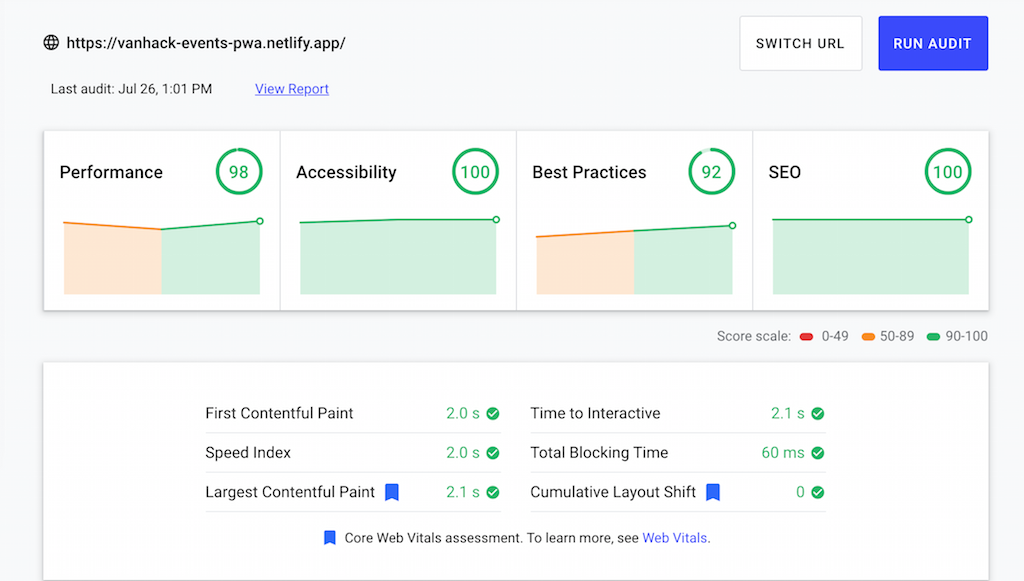 https://vanhack-events-pwa.netlify.app/
SWITCH URL
RUN AUDIT
Last audit: Jul 26, 1:01 PM
View Report
Performance
98
Accessibility
100
Best Practices
92
SEO
100
Score scale: 0-49 50-89 90-100
First Contentful Paint 2.0 s
Time to Interactive 2.1 s
Speed Index 2.0 s
Total Blocking Time 60 ms
Largest Contentful Paint 2.1 s
Cumulative Layout Shift 0
Core Web Vitals assessment. To learn more, see Web Vitals.